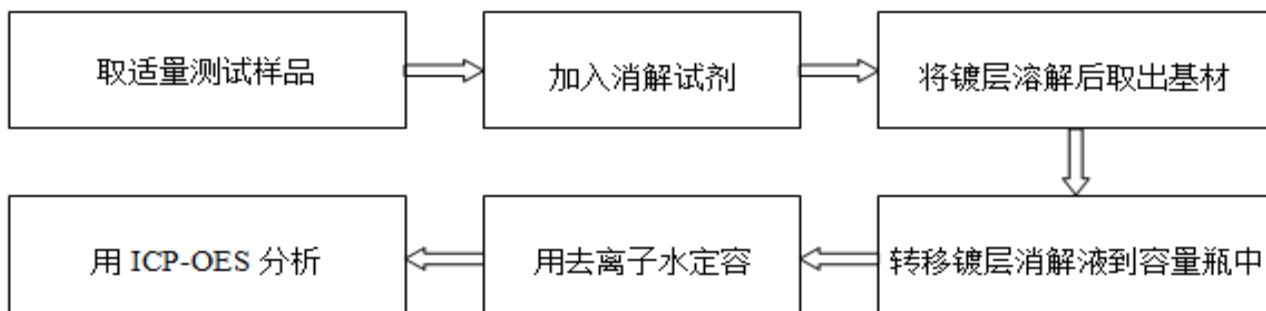 取适量测试样品
加入消解试剂
将镀层溶解后取出基材
转移镀层消解液到容量瓶中
用去离子水定容
用 ICP-OES 分析